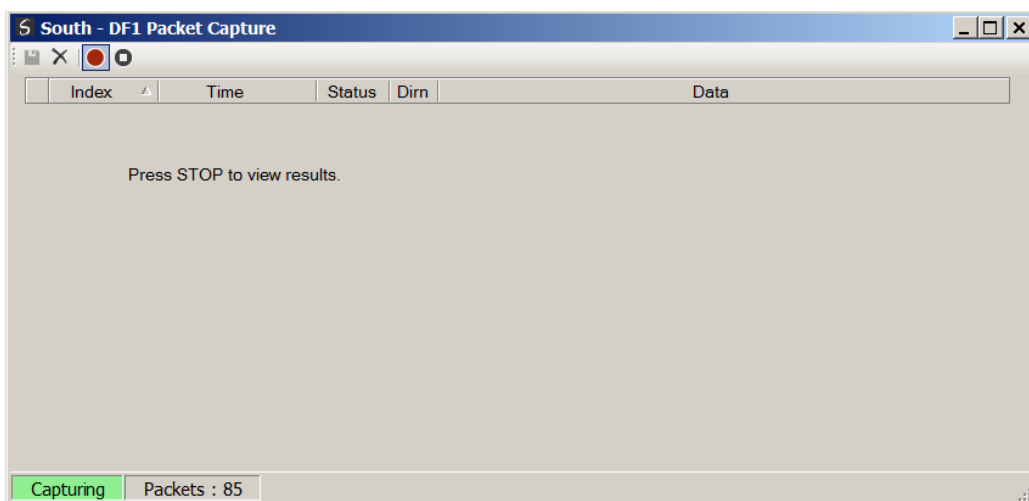 South - DF1 Packet Capture
Index Time Status Dirn Data
Press STOP to view results.
Capturing Packets : 85